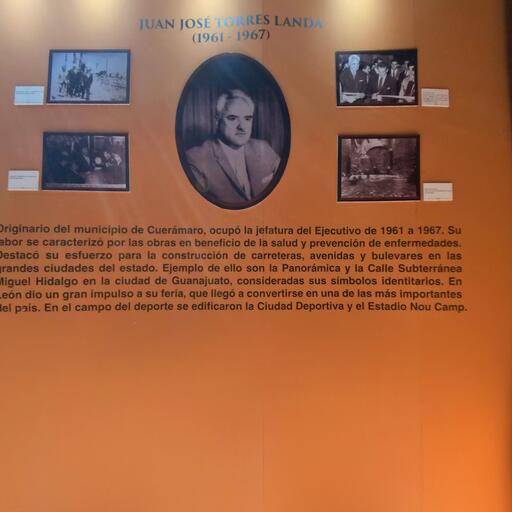 JUAN JOSÉ TORRES LANDA
(1961 - 1967)
Originario del municipio de Cuerámaro, ocupó la jefatura del Ejecutivo de 1961 a 1967. Su
labor se caracterizó por las obras en beneficio de la salud y prevención de enfermedades.
Destacó su esfuerzo para la construcción de carreteras, avenidas y bulevares en las
grandes ciudades del estado. Ejemplo de ello son la Panorámica y la Calle Subterránea
Miguel Hidalgo en la ciudad de Guanajuato, consideradas sus símbolos identitarios. En
León dio un gran impulso a su feria, que llegó a convertirse en una de las más importantes
del país. En el campo del deporte se edificaron la Ciudad Deportiva y el Estadio Nou Camp.